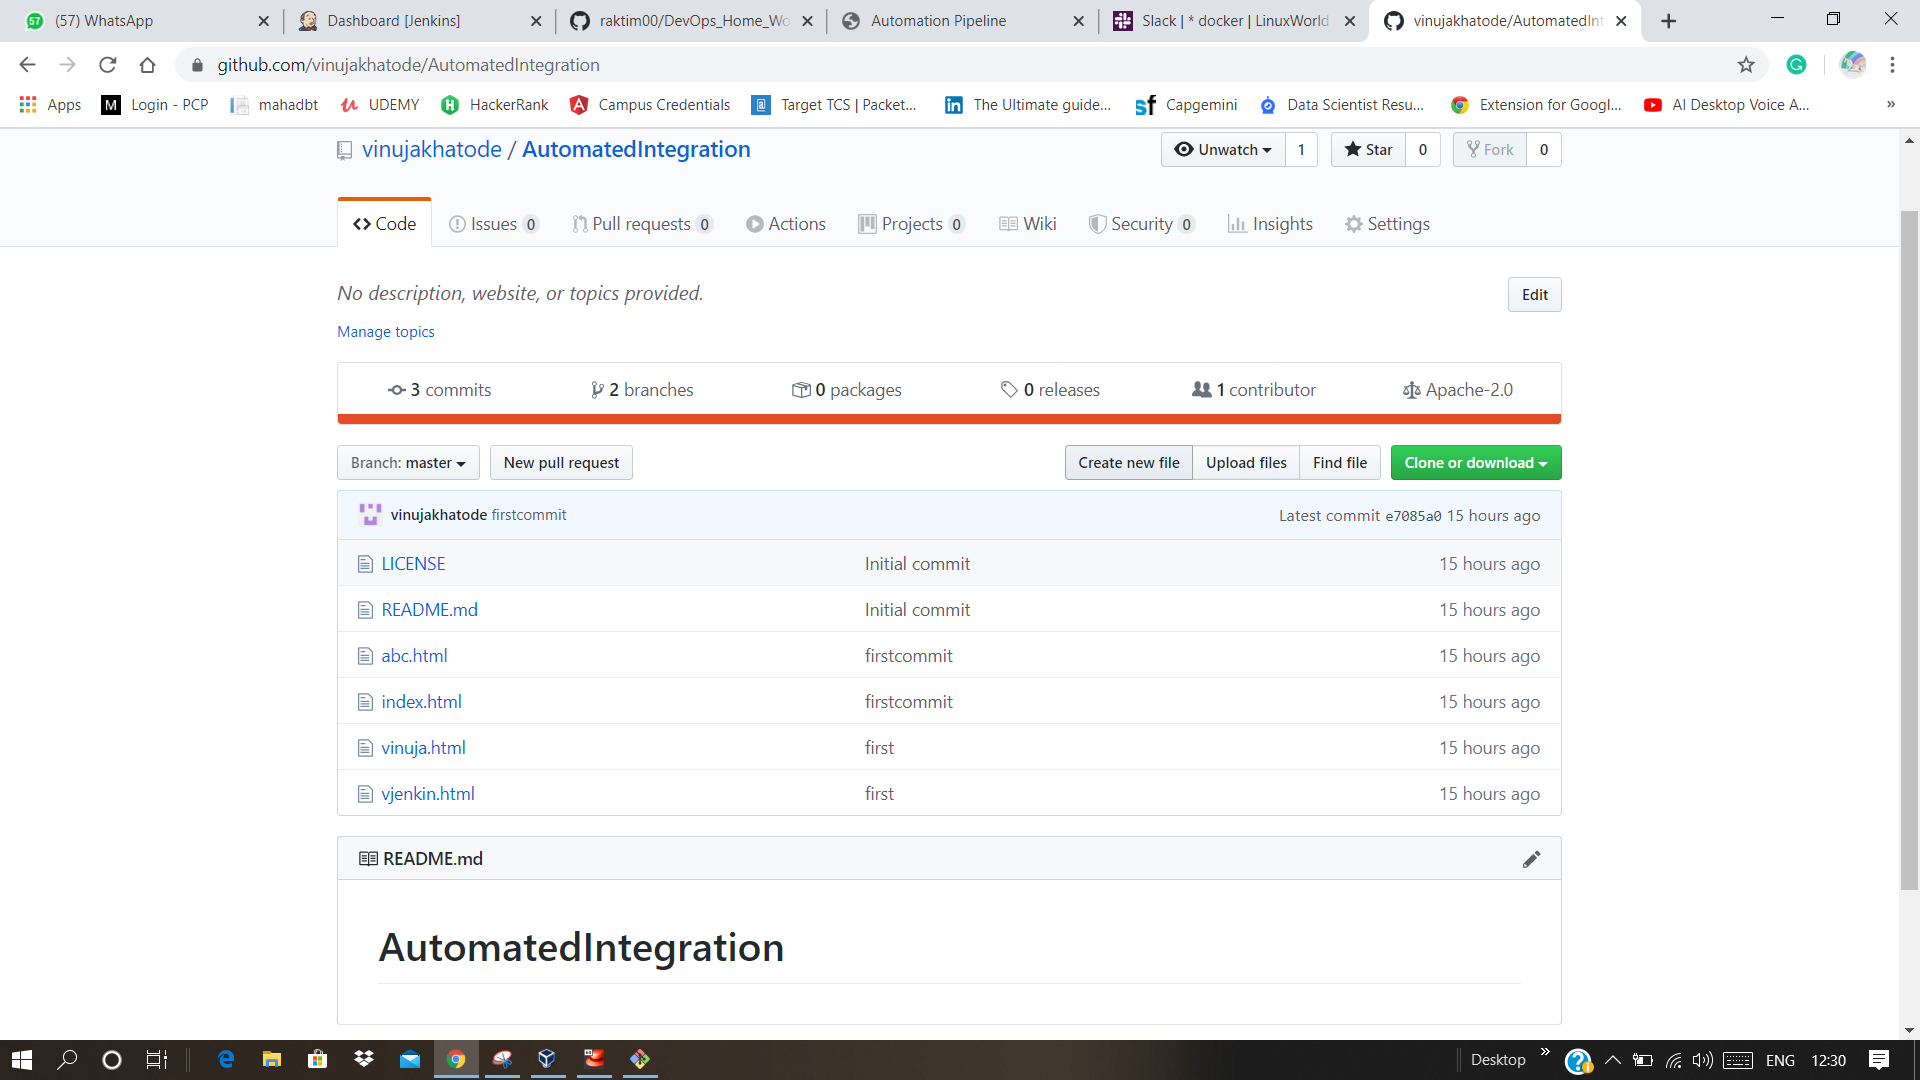 57 (57) WhatsApp
Dashboard [Jenkins]
raktim00/DevOps_Home_Wo
Automation Pipeline
Slack | * docker | LinuxWorld
vinujakhatode/AutomatedInt
github.com/vinujakhatode/AutomatedIntegration
Apps
M Login - PCP
mahadbt
UDEMY
HackerRank
Campus Credentials
Target TCS | Packet...
in The Ultimate guide...
sf Capgemini
Data Scientist Resu...
Extension for Googl...
AI Desktop Voice A...
»
vinujakhatode / AutomatedIntegration
Unwatch 1
Star 0
Fork 0
Code
Issues 0
Pull requests 0
Actions
Projects 0
Wiki
Security 0
Insights
Settings
No description, website, or topics provided.
Edit
Manage topics
3 commits
2 branches
0 packages
0 releases
1 contributor
Apache-2.0
Branch: master
New pull request
Create new file
Upload files
Find file
Clone or download
vinujakhatode firstcommit
Latest commit e7085a0 15 hours ago
LICENSE Initial commit 15 hours ago
README.md Initial commit 15 hours ago
abc.html firstcommit 15 hours ago
index.html firstcommit 15 hours ago
vinuja.html first 15 hours ago
vjenkin.html first 15 hours ago
README.md
AutomatedIntegration
Desktop » ENG 12:30